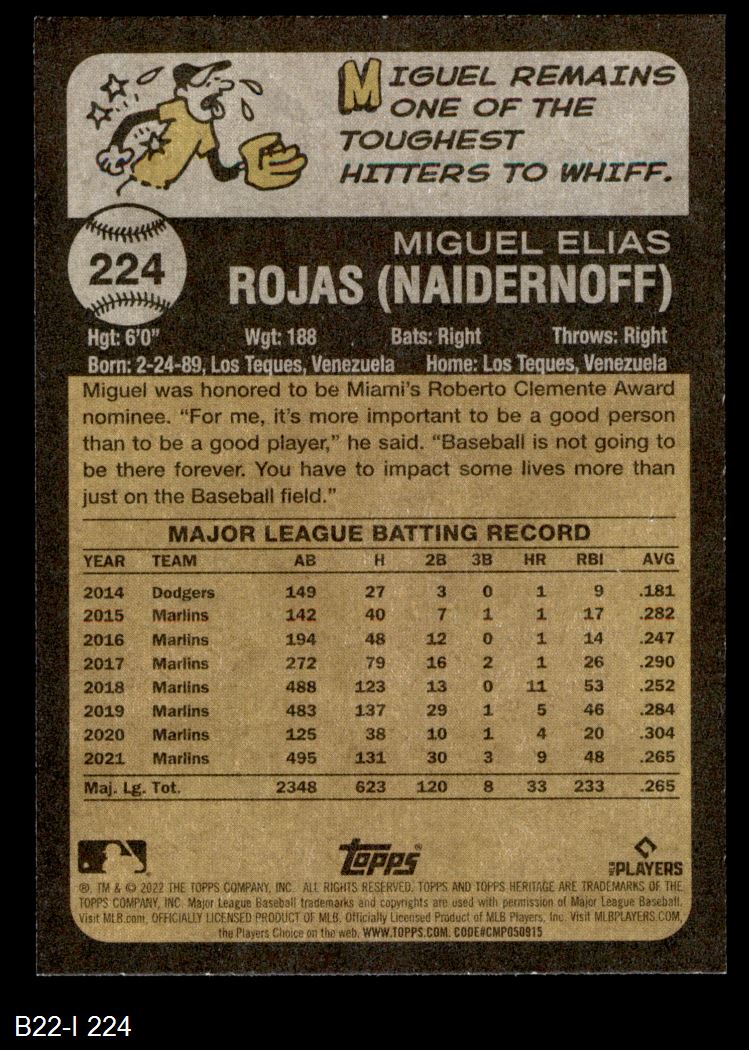 MIGUEL REMAINS
ONE OF THE
TOUGHEST
HITTERS TO WHIFF.
224
MIGUEL ELIAS
ROJAS (NAIDERNOFF)
Hgt: 6'0" Wgt: 188 Bats: Right Throws: Right
Born: 2-24-89, Los Teques, Venezuela Home: Los Teques, Venezuela
Miguel was honored to be Miami's Roberto Clemente Award
nominee. "For me, it's more important to be a good person
than to be a good player," he said. "Baseball is not going to
be there forever. You have to impact some lives more than
just on the Baseball field."
MAJOR LEAGUE BATTING RECORD
YEAR TEAM AB H 2B 3B HR RBI AVG
2014 Dodgers 149 27 3 0 1 9 .181
2015 Marlins 142 40 7 1 1 17 .282
2016 Marlins 194 48 12 0 1 14 .247
2017 Marlins 272 79 16 2 1 26 .290
2018 Marlins 488 123 13 0 11 53 .252
2019 Marlins 483 137 29 1 5 46 .284
2020 Marlins 125 38 10 1 4 20 .304
2021 Marlins 495 131 30 3 9 48 .265
Maj. Lg. Tot. 2348 623 120 8 33 233 .265
topps®
PLAYERS
®, TM & © 2022 THE TOPPS COMPANY, INC. ALL RIGHTS RESERVED. TOPPS AND TOPPS HERITAGE ARE TRADEMARKS OF THE
TOPPS COMPANY, INC. Major League Baseball trademarks and copyrights are used with permission of Major League Baseball.
Visit MLB.com. OFFICIALLY LICENSED PRODUCT OF MLB. Officially Licensed Product of MLB Players, Inc. Visit MLBPLAYERS.COM,
the Players Choice on the web. WWW.TOPPS.COM. CODE#CMP050915
B22-I 224